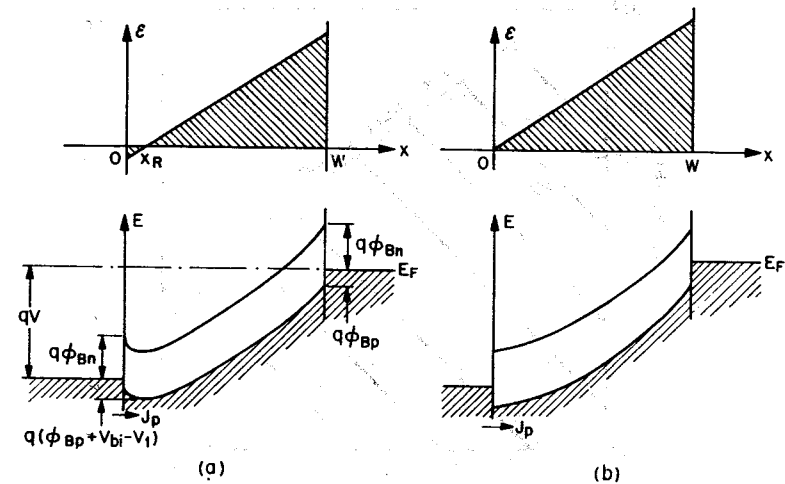 ℰ
O
x_R
W
x
E
qφ_Bn
E_F
qφ_Bp
qV
qφ_Bn
J_p
q(φ_Bp+V_bi−V_1)
(a)
ℰ
O
W
x
E
E_F
J_p
(b)